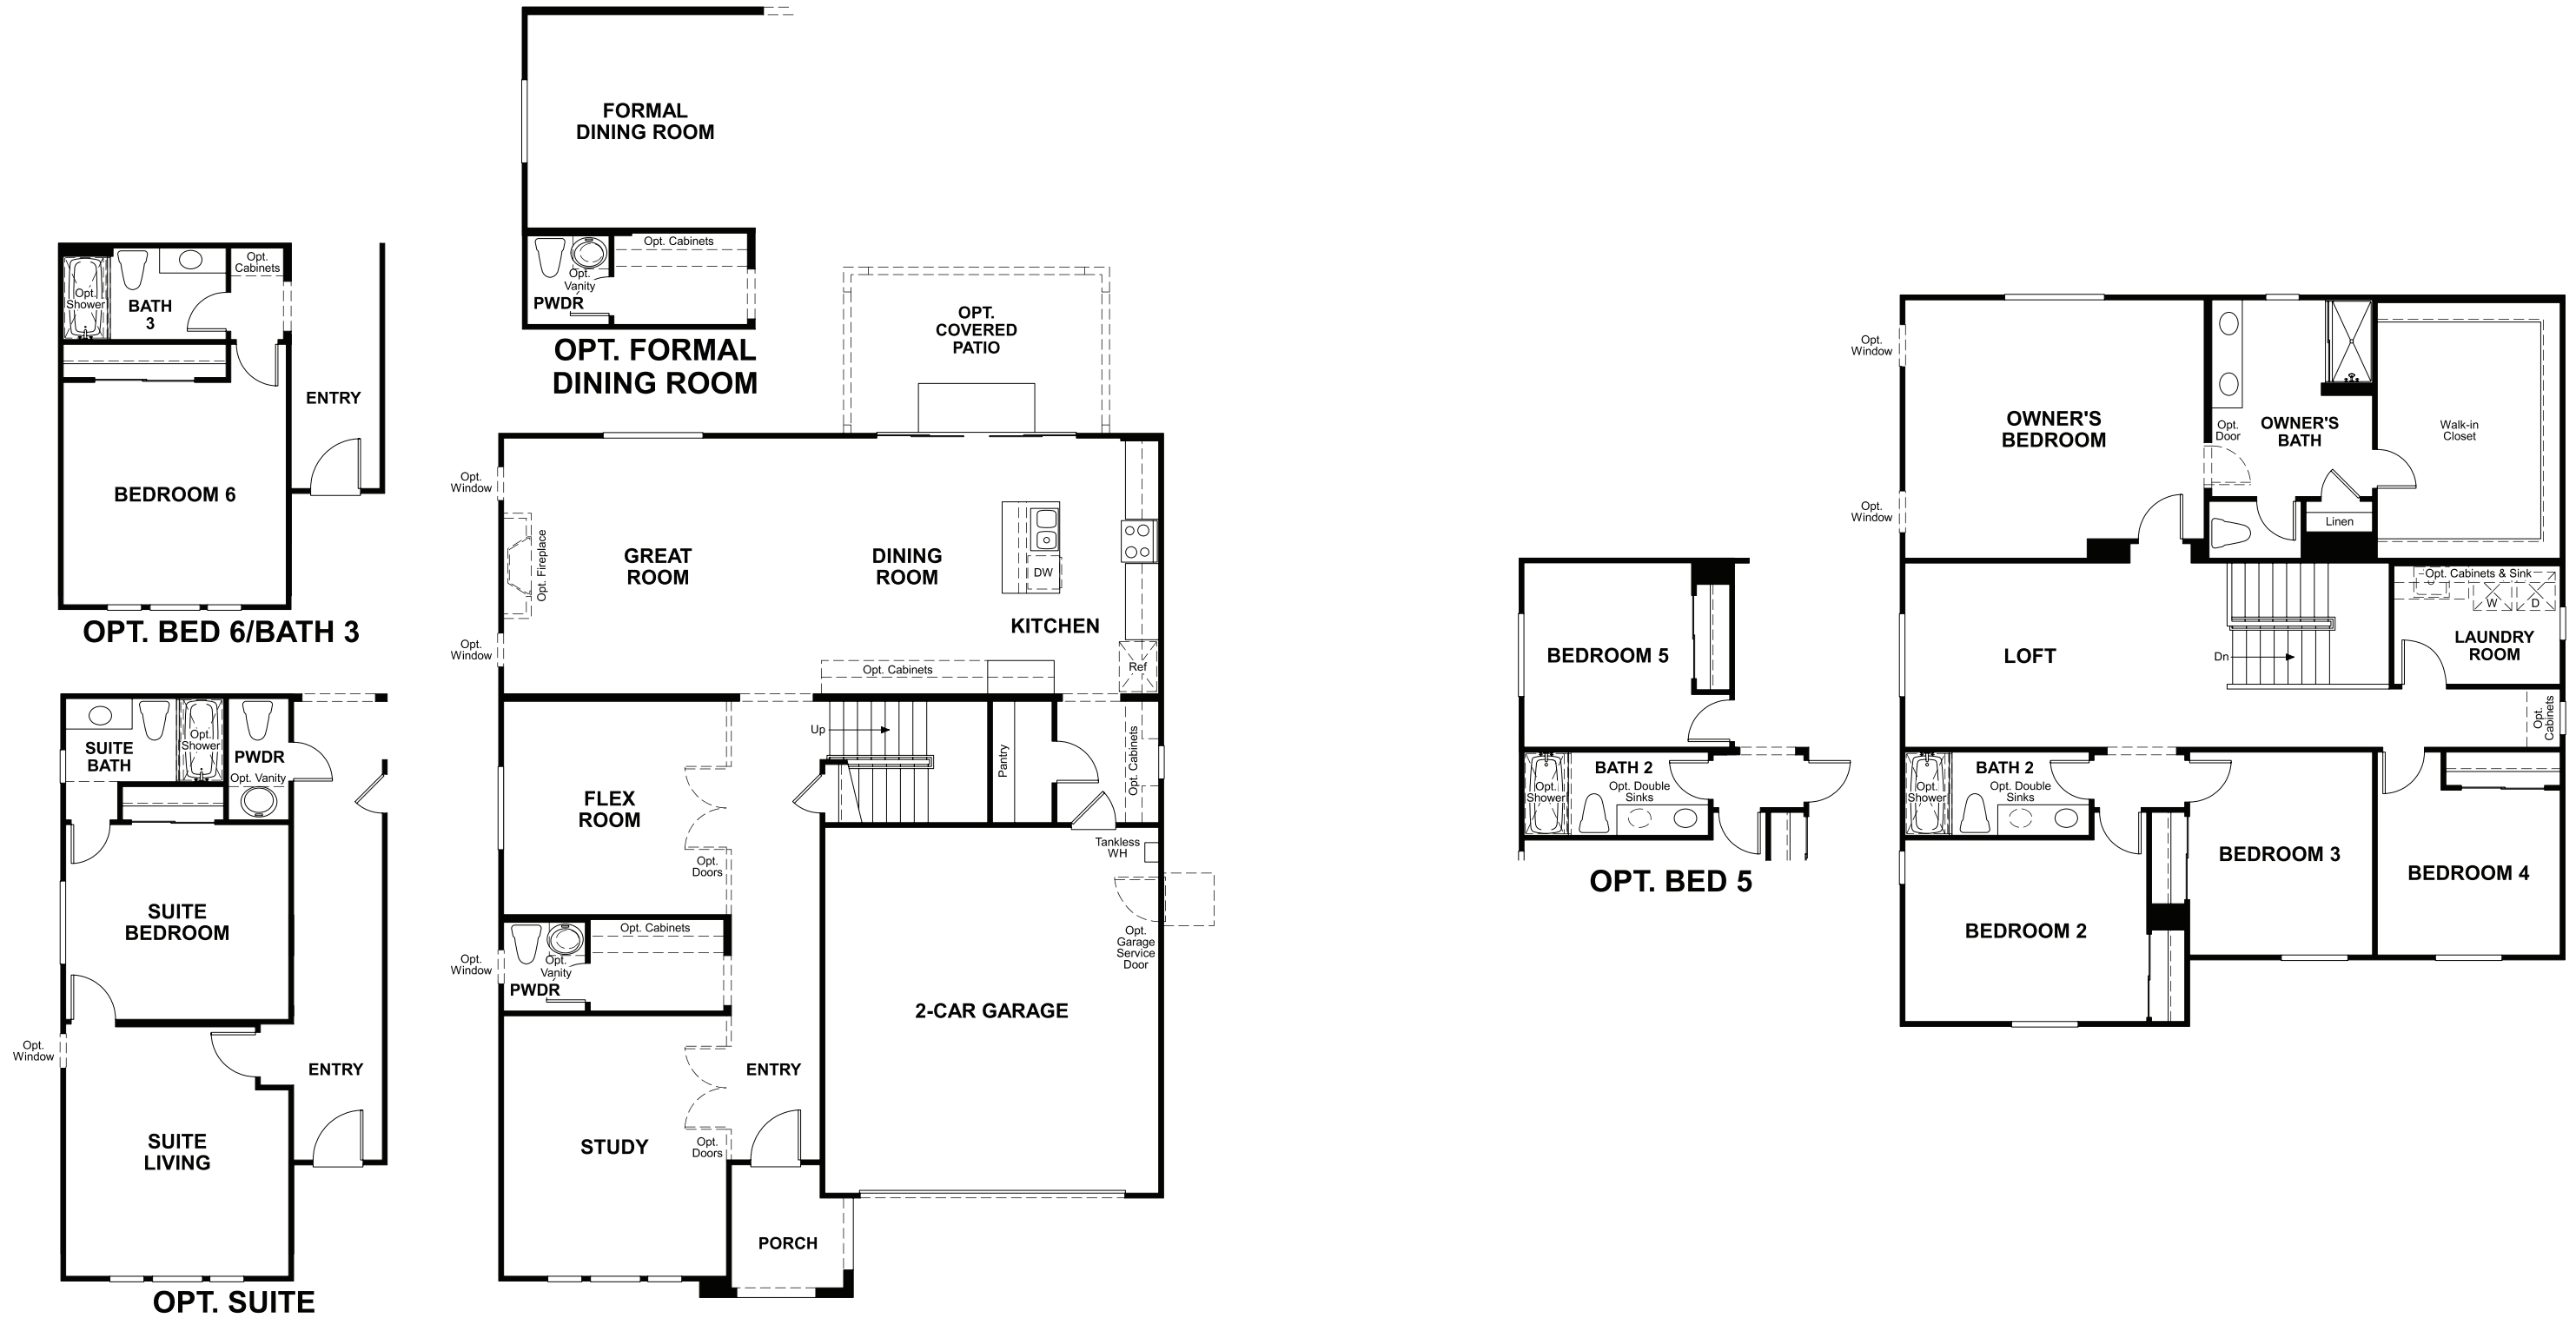 FORMAL
DINING ROOM
Opt. Cabinets
Opt.
Vanity
PWDR
OPT. FORMAL
DINING ROOM
Opt.
Cabinets
Opt.
Shower
BATH
3
ENTRY
BEDROOM 6
OPT. BED 6/BATH 3
SUITE
BATH
Opt.
Shower
PWDR
Opt. Vanity
SUITE
BEDROOM
Opt.
Window
ENTRY
SUITE
LIVING
OPT. SUITE
OPT.
COVERED
PATIO
Opt.
Window
Opt. Fireplace
GREAT
ROOM
DINING
ROOM
DW
KITCHEN
Opt.
Window
Opt. Cabinets
Ref
Up
Pantry
Opt. Cabinets
FLEX
ROOM
Opt.
Doors
Tankless
WH
Opt. Cabinets
Opt.
Garage
Service
Door
Opt.
Window
Opt.
Vanity
PWDR
2-CAR GARAGE
ENTRY
STUDY
Opt.
Doors
PORCH
BEDROOM 5
BATH 2
Opt.
Shower
Opt. Double
Sinks
OPT. BED 5
Opt.
Window
OWNER'S
BEDROOM
Opt.
Door
OWNER'S
BATH
Walk-in
Closet
Opt.
Window
Linen
Opt. Cabinets & Sink
W
D
LOFT
Dn
LAUNDRY
ROOM
Opt.
Cabinets
BATH 2
Opt.
Shower
Opt. Double
Sinks
BEDROOM 3
BEDROOM 4
BEDROOM 2